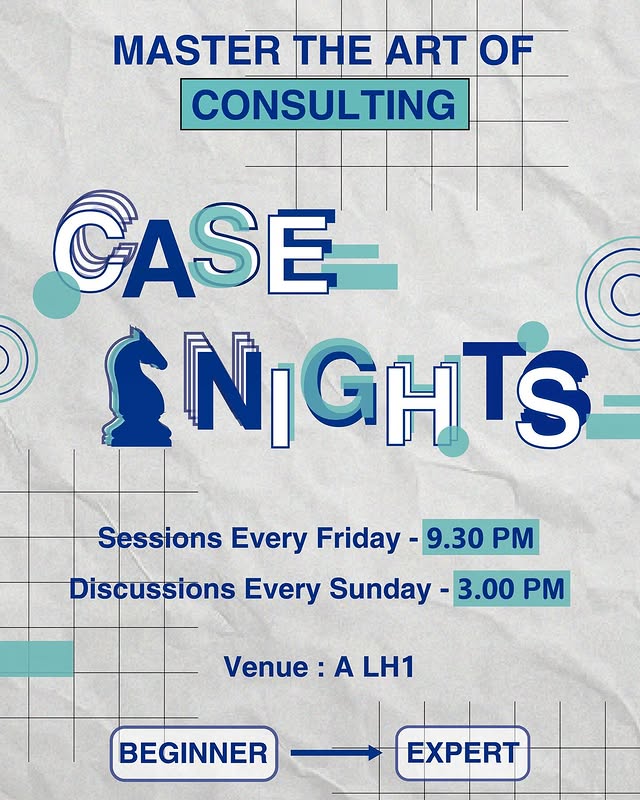 MASTER THE ART OF
CONSULTING
CASE
NIGHTS
Sessions Every Friday - 9.30 PM
Discussions Every Sunday - 3.00 PM
Venue : A LH1
BEGINNER EXPERT